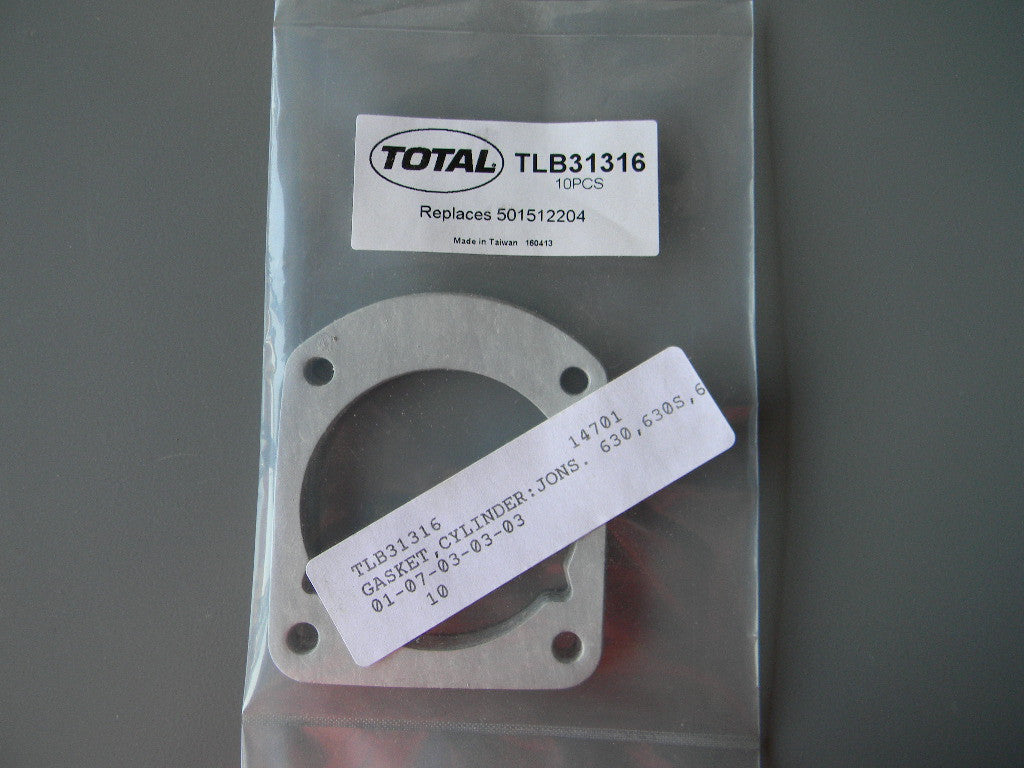 TOTAL TLB31316
10PCS
Replaces 501512204
Made in Taiwan 160413
14701
TLB31316
GASKET,CYLINDER:JONS. 630,630S,6
01-07-03-03-03
10